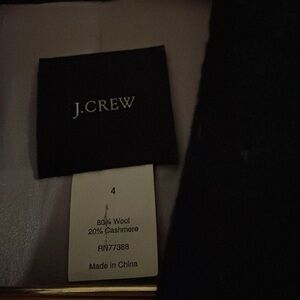 J.CREW
4
80% Wool
20% Cashmere
RN77388
Made in China